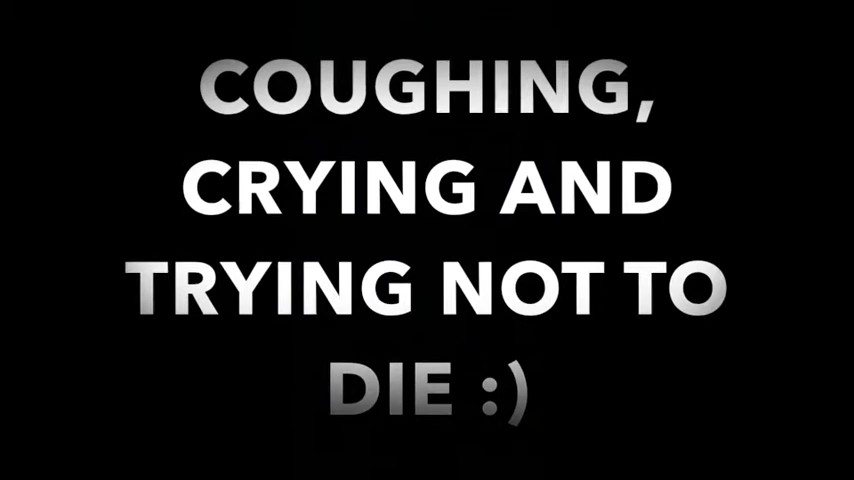 COUGHING,
CRYING AND
TRYING NOT TO
DIE :)